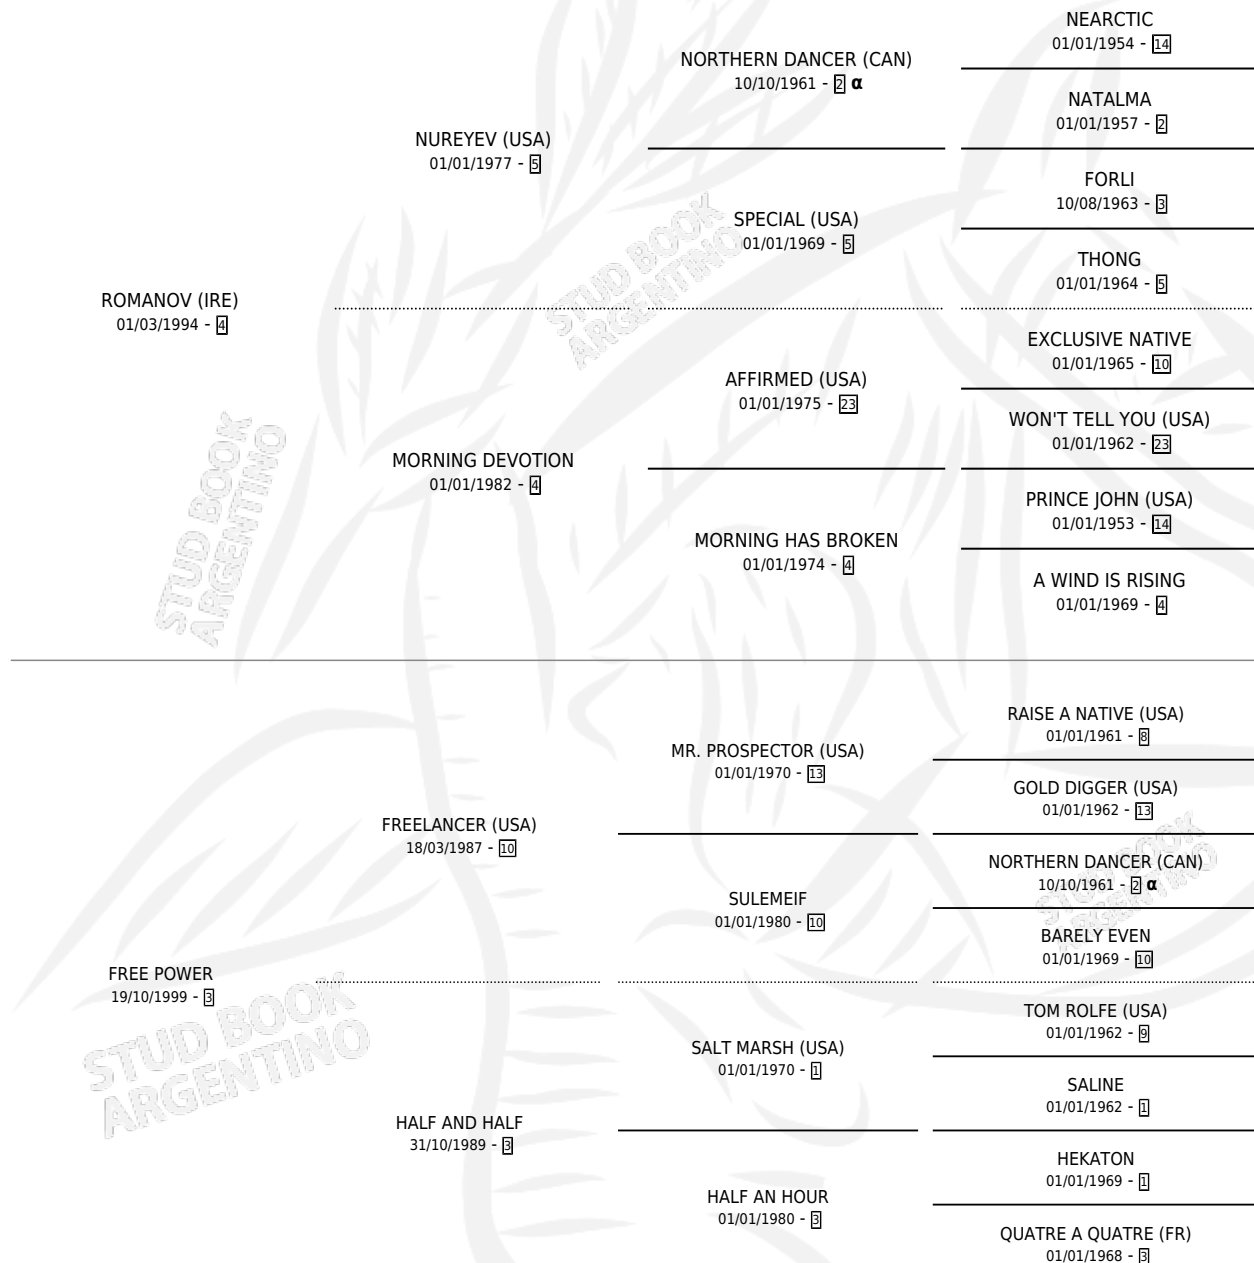 NEARCTIC
01/01/1954 - 14
NORTHERN DANCER (CAN)
10/10/1961 - 2 α
NATALMA
01/01/1957 - 2
NUREYEV (USA)
01/01/1977 - 5
FORLI
10/08/1963 - 3
SPECIAL (USA)
01/01/1969 - 5
THONG
01/01/1964 - 5
STUD BOOK
ARGENTINO
ROMANOV (IRE)
01/03/1994 - 4
EXCLUSIVE NATIVE
01/01/1965 - 10
AFFIRMED (USA)
01/01/1975 - 23
WON'T TELL YOU (USA)
01/01/1962 - 23
MORNING DEVOTION
01/01/1982 - 4
PRINCE JOHN (USA)
01/01/1953 - 14
MORNING HAS BROKEN
01/01/1974 - 4
A WIND IS RISING
01/01/1969 - 4
STUD BOOK
ARGENTINO
RAISE A NATIVE (USA)
01/01/1961 - 8
MR. PROSPECTOR (USA)
01/01/1970 - 13
GOLD DIGGER (USA)
01/01/1962 - 13
FREELANCER (USA)
18/03/1987 - 10
NORTHERN DANCER (CAN)
10/10/1961 - 2 α
SULEMEIF
01/01/1980 - 10
BARELY EVEN
01/01/1969 - 10
STUD BOOK
ARGENTINO
FREE POWER
19/10/1999 - 3
TOM ROLFE (USA)
01/01/1962 - 9
SALT MARSH (USA)
01/01/1970 - 1
SALINE
01/01/1962 - 1
STUD BOOK
ARGENTINO
HALF AND HALF
31/10/1989 - 3
HEKATON
01/01/1969 - 1
HALF AN HOUR
01/01/1980 - 3
QUATRE A QUATRE (FR)
01/01/1968 - 3